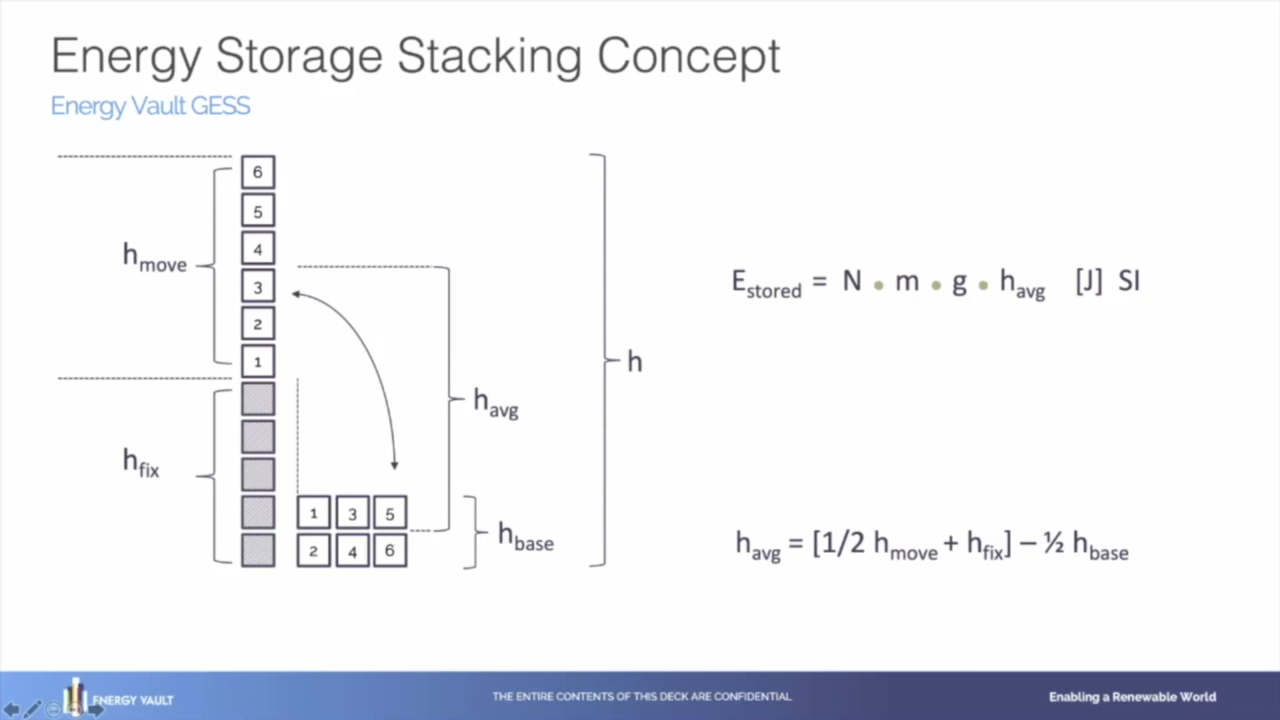 Energy Storage Stacking Concept
Energy Vault GESS
6
5
4
3
2
1
h_move
h_fix
h_avg
h_base
h
1 3 5
2 4 6
E_stored = N • m • g • h_avg [J] SI
h_avg = [1/2 h_move + h_fix] – ½ h_base
ENERGY VAULT
THE ENTIRE CONTENTS OF THIS DECK ARE CONFIDENTIAL
Enabling a Renewable World